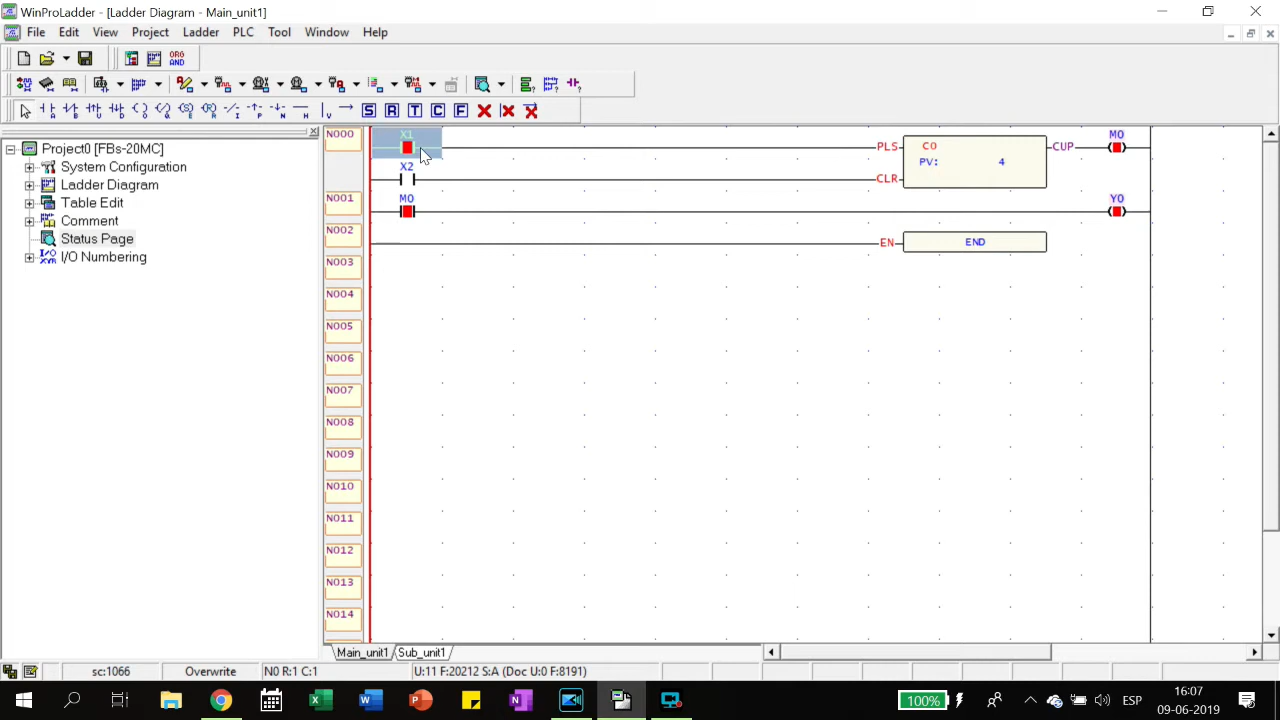 WinProLadder - [Ladder Diagram - Main_unit1]
File Edit View Project Ladder PLC Tool Window Help
ORG
AND
A B U D O Q S R I P N H V S R T C F
Project0 [FBs-20MC]
System Configuration
Ladder Diagram
Table Edit
Comment
Status Page
I/O Numbering
N000 X1 PLS C0 CUP M0
PV: 4
X2 CLR
N001 M0 Y0
N002 EN END
N003
N004
N005
N006
N007
N008
N009
N010
N011
N012
N013
N014
Main_unit1 Sub_unit1
sc:1066 Overwrite N0 R:1 C:1 U:11 F:20212 S:A (Doc U:0 F:8191)
100% ESP 16:07
09-06-2019